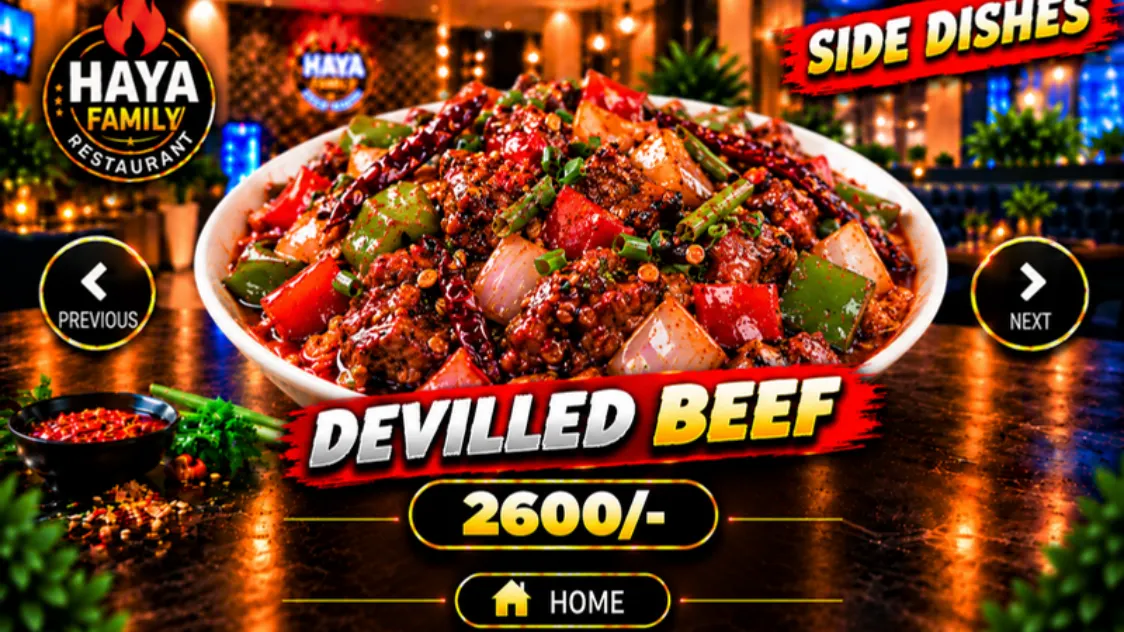 HAYA
FAMILY
RESTAURANT
HAYA
SIDE DISHES
PREVIOUS
NEXT
DEVILLED BEEF
2600/-
HOME